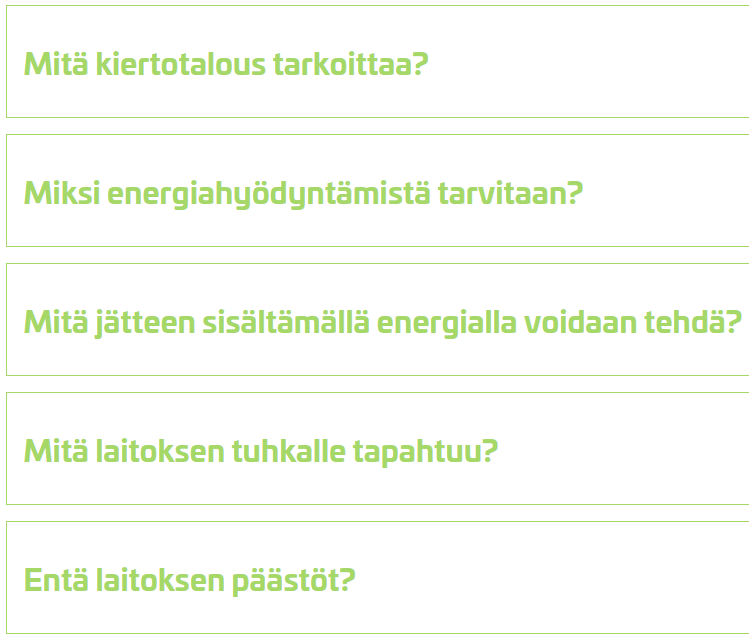 Mitä kiertotalous tarkoittaa?
Miksi energiahyödyntämistä tarvitaan?
Mitä jätteen sisältämällä energialla voidaan tehdä?
Mitä laitoksen tuhkalle tapahtuu?
Entä laitoksen päästöt?